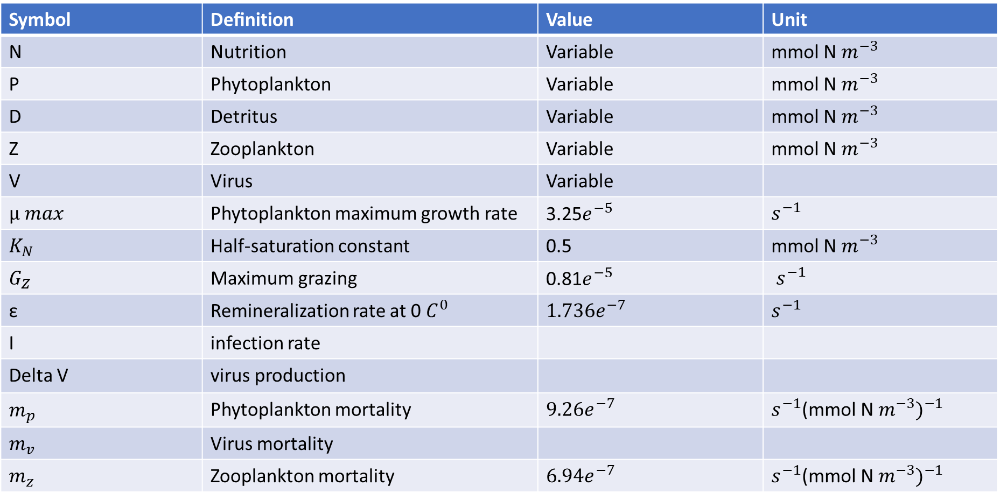 Symbol Definition Value Unit
N Nutrition Variable mmol N m⁻³
P Phytoplankton Variable mmol N m⁻³
D Detritus Variable mmol N m⁻³
Z Zooplankton Variable mmol N m⁻³
V Virus Variable
μ max Phytoplankton maximum growth rate 3.25e⁻⁵ s⁻¹
K_N Half-saturation constant 0.5 mmol N m⁻³
G_Z Maximum grazing 0.81e⁻⁵ s⁻¹
ε Remineralization rate at 0 C⁰ 1.736e⁻⁷ s⁻¹
I infection rate
Delta V virus production
m_p Phytoplankton mortality 9.26e⁻⁷ s⁻¹(mmol N m⁻³)⁻¹
m_v Virus mortality
m_z Zooplankton mortality 6.94e⁻⁷ s⁻¹(mmol N m⁻³)⁻¹